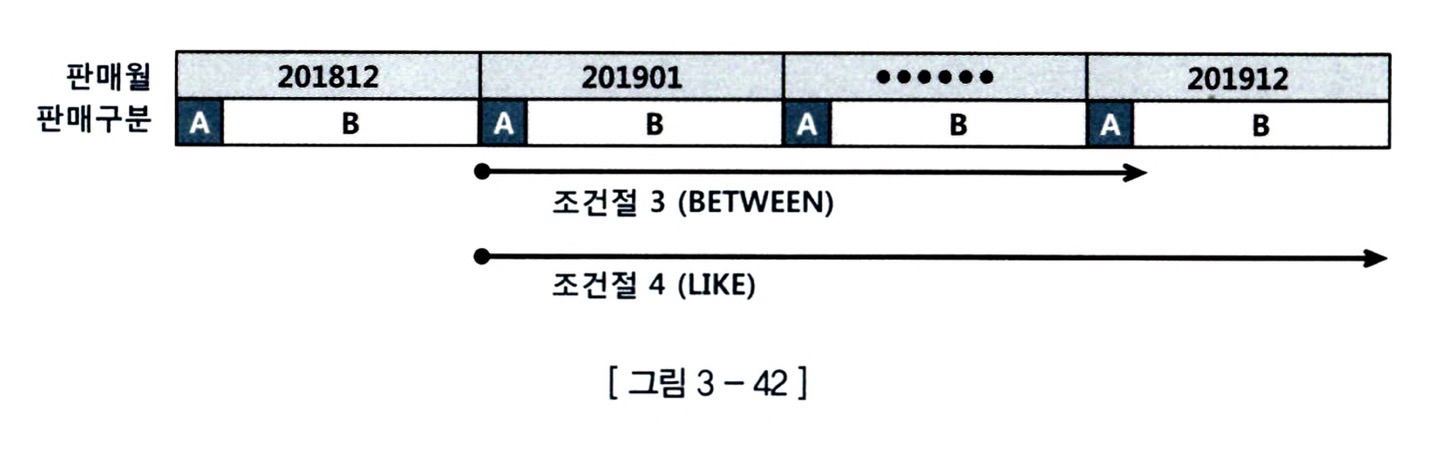 판매월 201812 201901 ●●●●●● 201912
판매구분 A B A B A B A B
조건절 3 (BETWEEN)
조건절 4 (LIKE)
[ 그림 3 – 42 ]